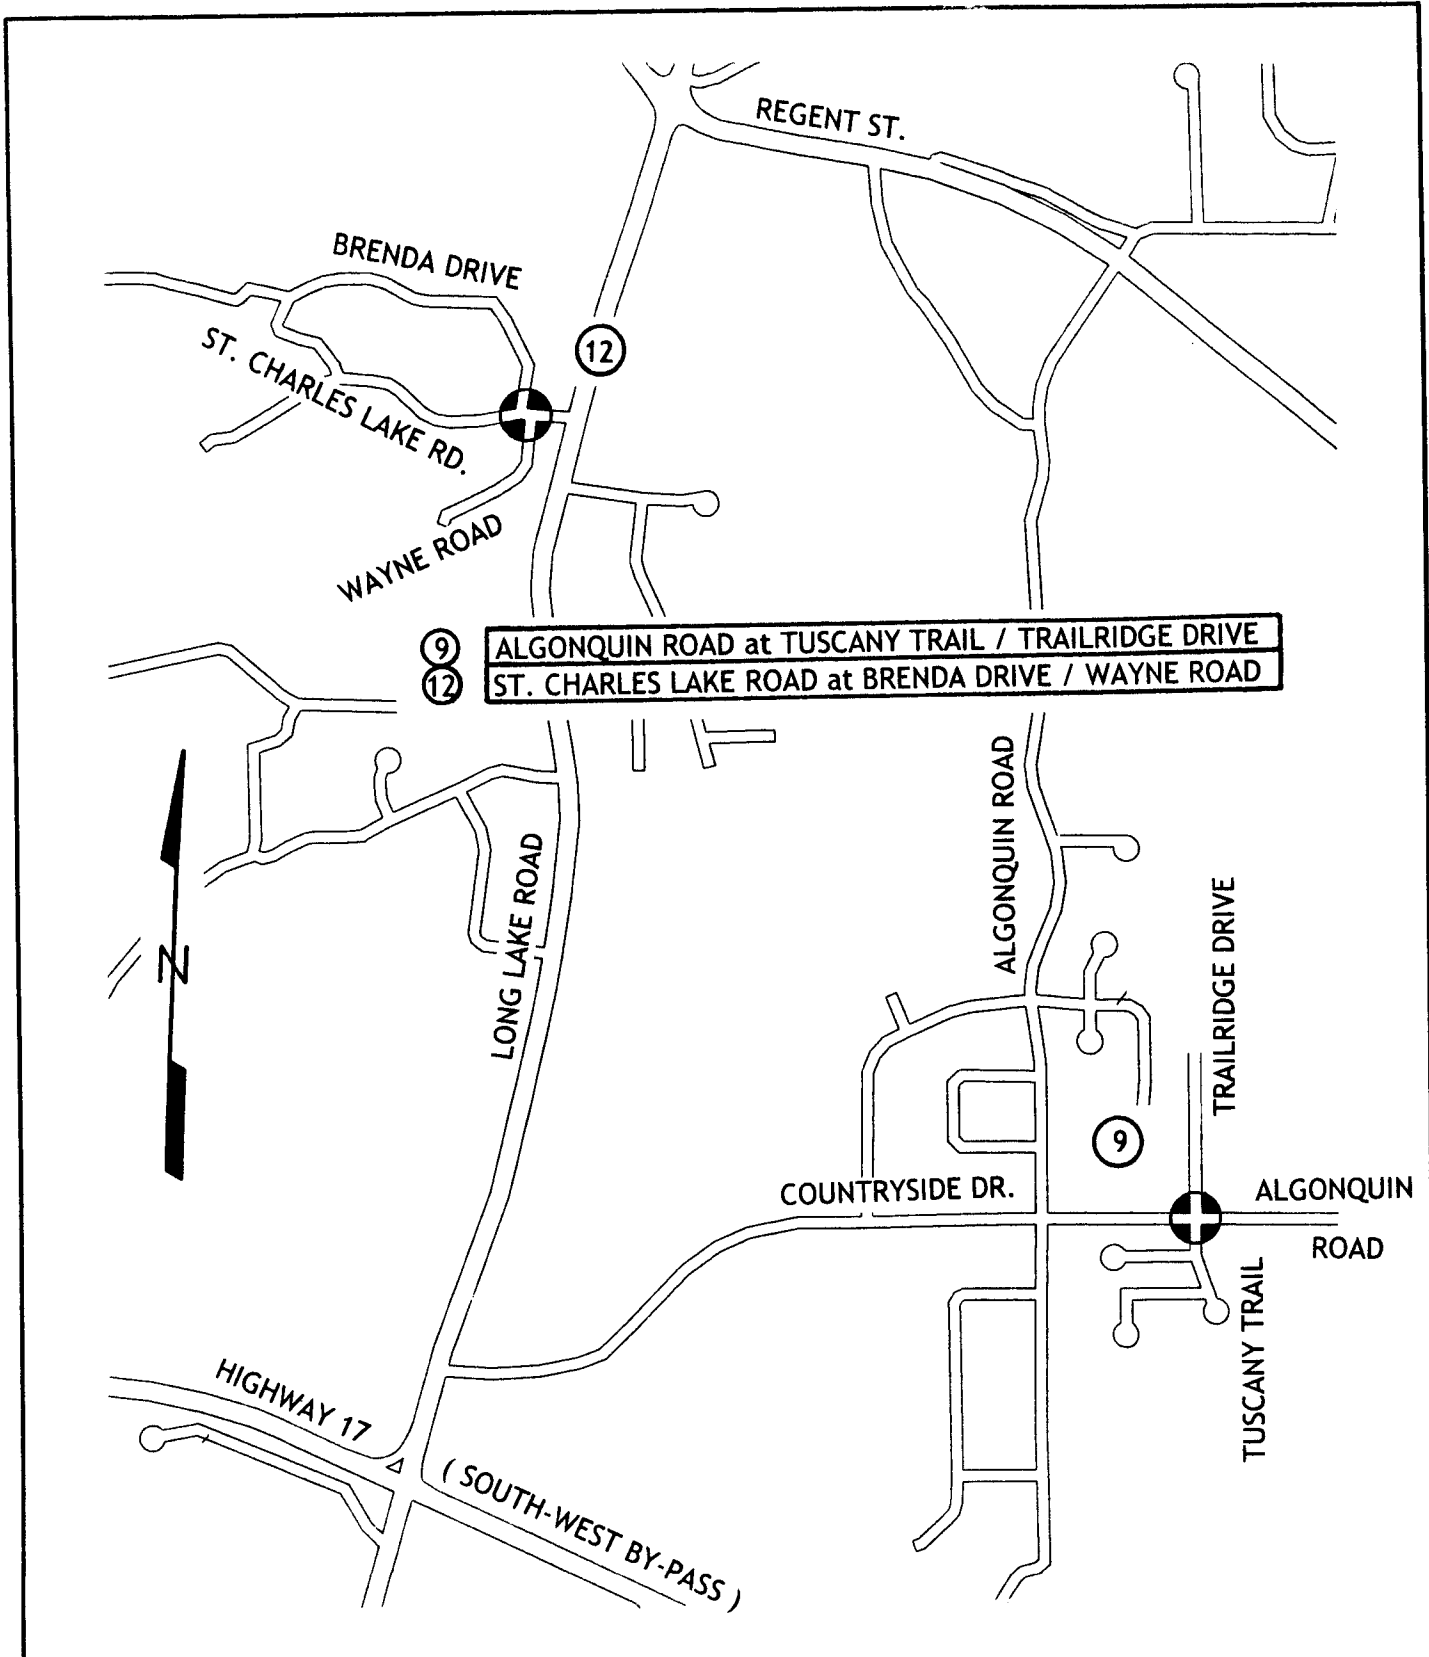 REGENT ST.
BRENDA DRIVE
12
ST. CHARLES LAKE RD.
WAYNE ROAD
9 ALGONQUIN ROAD at TUSCANY TRAIL / TRAILRIDGE DRIVE
12 ST. CHARLES LAKE ROAD at BRENDA DRIVE / WAYNE ROAD
ALGONQUIN ROAD
LONG LAKE ROAD
N
TRAILRIDGE DRIVE
9
COUNTRYSIDE DR.
ALGONQUIN
ROAD
TUSCANY TRAIL
HIGHWAY 17
( SOUTH-WEST BY-PASS )